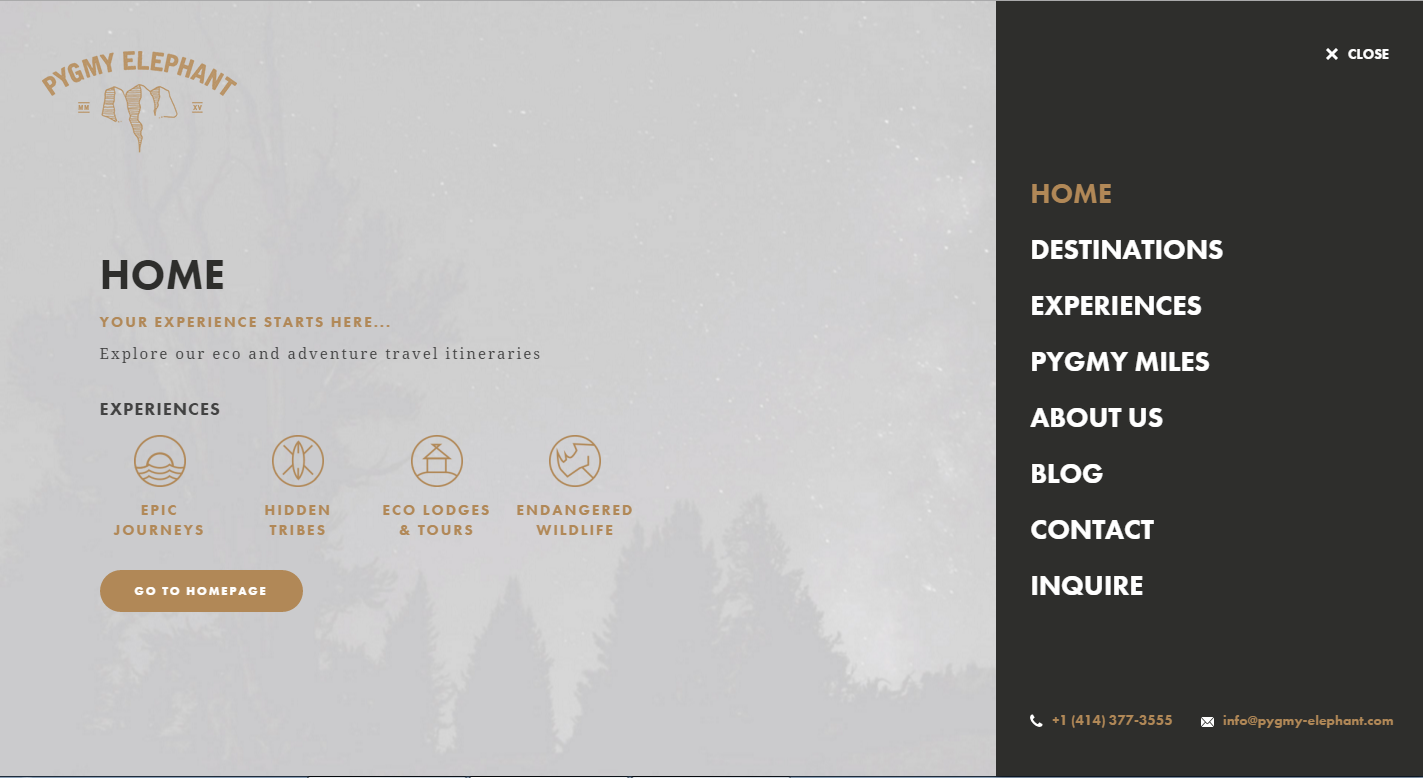 PYGMY ELEPHANT
MM XV
HOME
YOUR EXPERIENCE STARTS HERE...
Explore our eco and adventure travel itineraries
EXPERIENCES
EPIC
JOURNEYS
HIDDEN
TRIBES
ECO LODGES
& TOURS
ENDANGERED
WILDLIFE
GO TO HOMEPAGE
CLOSE
HOME
DESTINATIONS
EXPERIENCES
PYGMY MILES
ABOUT US
BLOG
CONTACT
INQUIRE
+1 (414) 377-3555 info@pygmy-elephant.com